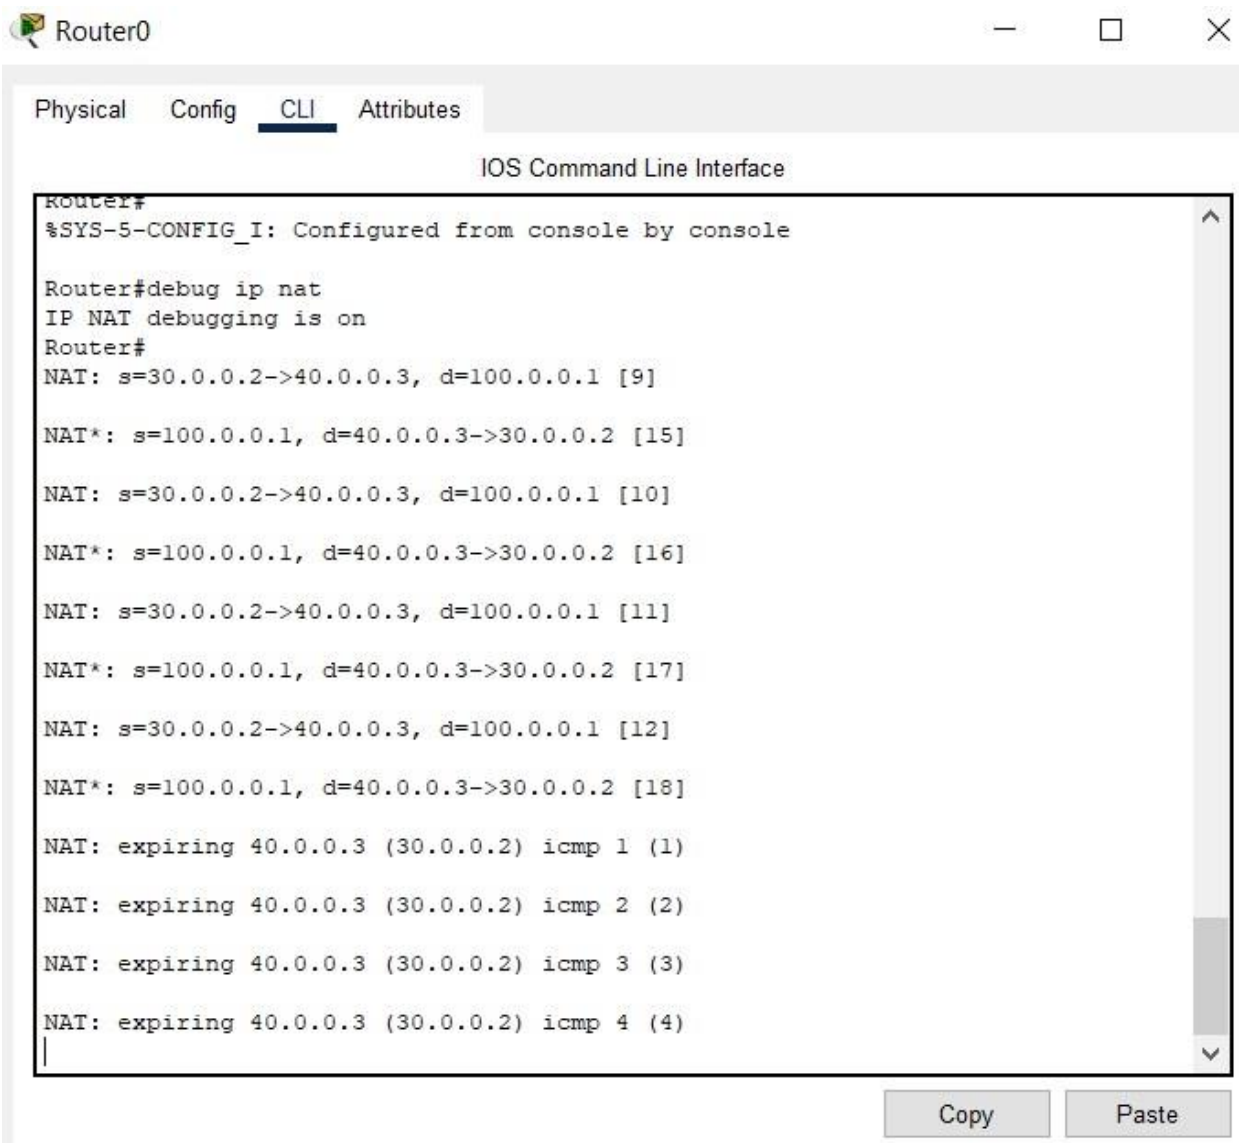 Router0
Physical Config CLI Attributes
IOS Command Line Interface
Router#
%SYS-5-CONFIG_I: Configured from console by console
Router#debug ip nat
IP NAT debugging is on
Router#
NAT: s=30.0.0.2->40.0.0.3, d=100.0.0.1 [9]
NAT*: s=100.0.0.1, d=40.0.0.3->30.0.0.2 [15]
NAT: s=30.0.0.2->40.0.0.3, d=100.0.0.1 [10]
NAT*: s=100.0.0.1, d=40.0.0.3->30.0.0.2 [16]
NAT: s=30.0.0.2->40.0.0.3, d=100.0.0.1 [11]
NAT*: s=100.0.0.1, d=40.0.0.3->30.0.0.2 [17]
NAT: s=30.0.0.2->40.0.0.3, d=100.0.0.1 [12]
NAT*: s=100.0.0.1, d=40.0.0.3->30.0.0.2 [18]
NAT: expiring 40.0.0.3 (30.0.0.2) icmp 1 (1)
NAT: expiring 40.0.0.3 (30.0.0.2) icmp 2 (2)
NAT: expiring 40.0.0.3 (30.0.0.2) icmp 3 (3)
NAT: expiring 40.0.0.3 (30.0.0.2) icmp 4 (4)
Copy Paste